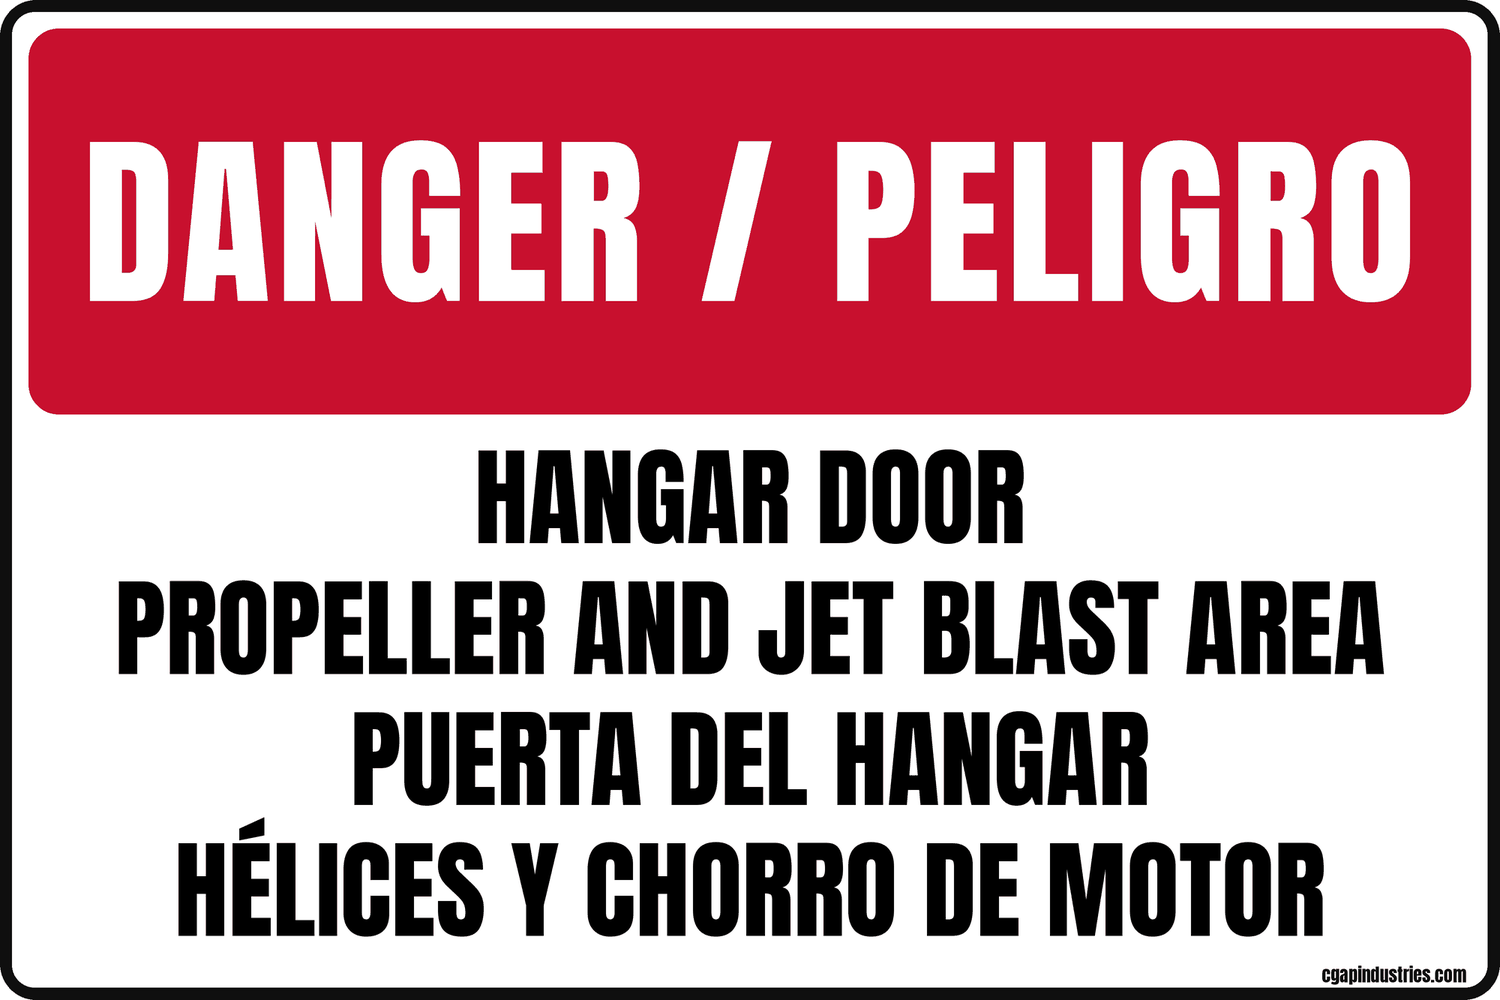 DANGER / PELIGRO
HANGAR DOOR
PROPELLER AND JET BLAST AREA
PUERTA DEL HANGAR
HÉLICES Y CHORRO DE MOTOR
cgapindustries.com